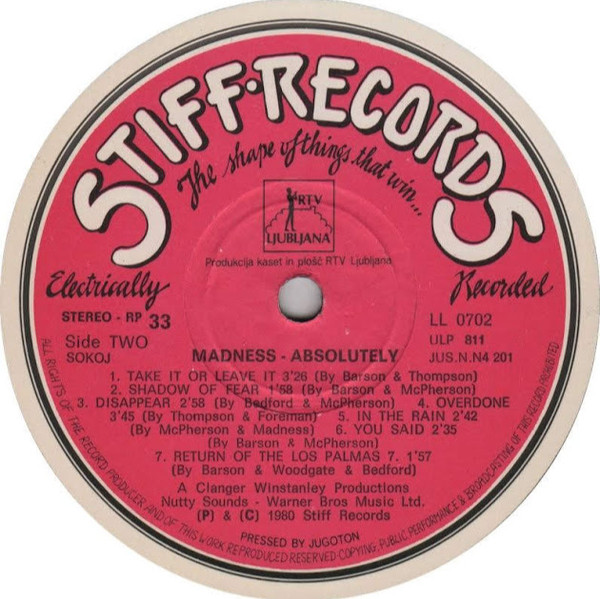 STIFF·RECORDS
The shape of things that win...
RTV
LJUBLJANA
Produkcija kaset in plošč RTV Ljubljana
Electrically
Recorded
STEREO - RP 33
LL 0702
Side TWO
ULP 811
SOKOJ
JUS.N.N4 201
MADNESS - ABSOLUTELY
1. TAKE IT OR LEAVE IT 3'26 (By Barson & Thompson)
2. SHADOW OF FEAR 1'58 (By Barson & McPherson)
3. DISAPPEAR 2'58 (By Bedford & McPherson) 4. OVERDONE
3'45 (By Thompson & Foreman) 5. IN THE RAIN 2'42
(By McPherson & Madness) 6. YOU SAID 2'35
(By Barson & McPherson)
7. RETURN OF THE LOS PALMAS 7. 1'57
(By Barson & Woodgate & Bedford)
A Clanger Winstanley Productions
Nutty Sounds - Warner Bros Music Ltd.
(P) & (C) 1980 Stiff Records
PRESSED BY JUGOTON
ALL RIGHTS OF THE RECORD PRODUCER AND OF THIS WORK REPRODUCED RESERVED-COPYING, PUBLIC PERFORMANCE & BROADCASTING OF THIS RECORD PROHIBITED